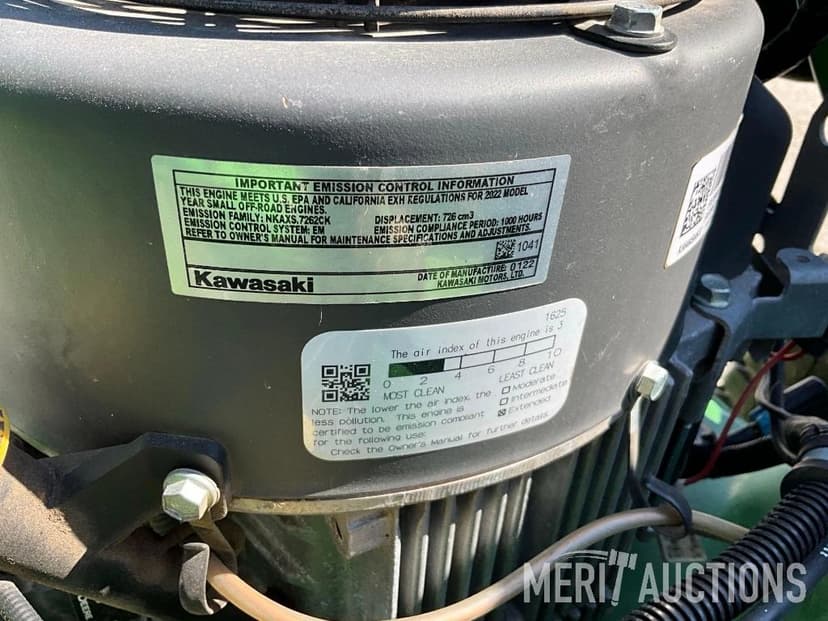 IMPORTANT EMISSION CONTROL INFORMATION
THIS ENGINE MEETS U.S. EPA AND CALIFORNIA EXH REGULATIONS FOR 2022 MODEL
YEAR SMALL OFF-ROAD ENGINES.
EMISSION FAMILY: NKAXS.7262CK DISPLACEMENT: 726 cm3
EMISSION CONTROL SYSTEM: EM EMISSION COMPLIANCE PERIOD: 1000 HOURS
REFER TO OWNER'S MANUAL FOR MAINTENANCE SPECIFICATIONS AND ADJUSTMENTS.
1041
Kawasaki DATE OF MANUFACTURE: 0122
KAWASAKI MOTORS, LTD.
1625
The air index of this engine is 3
0 2 4 6 8 10
MOST CLEAN LEAST CLEAN
NOTE: The lower the air index, the
less pollution. This engine is
certified to be emission compliant
for the following use:
☐ Moderate
☐ Intermediate
☒ Extended
Check the Owner's Manual for further details.
MERIT AUCTIONS